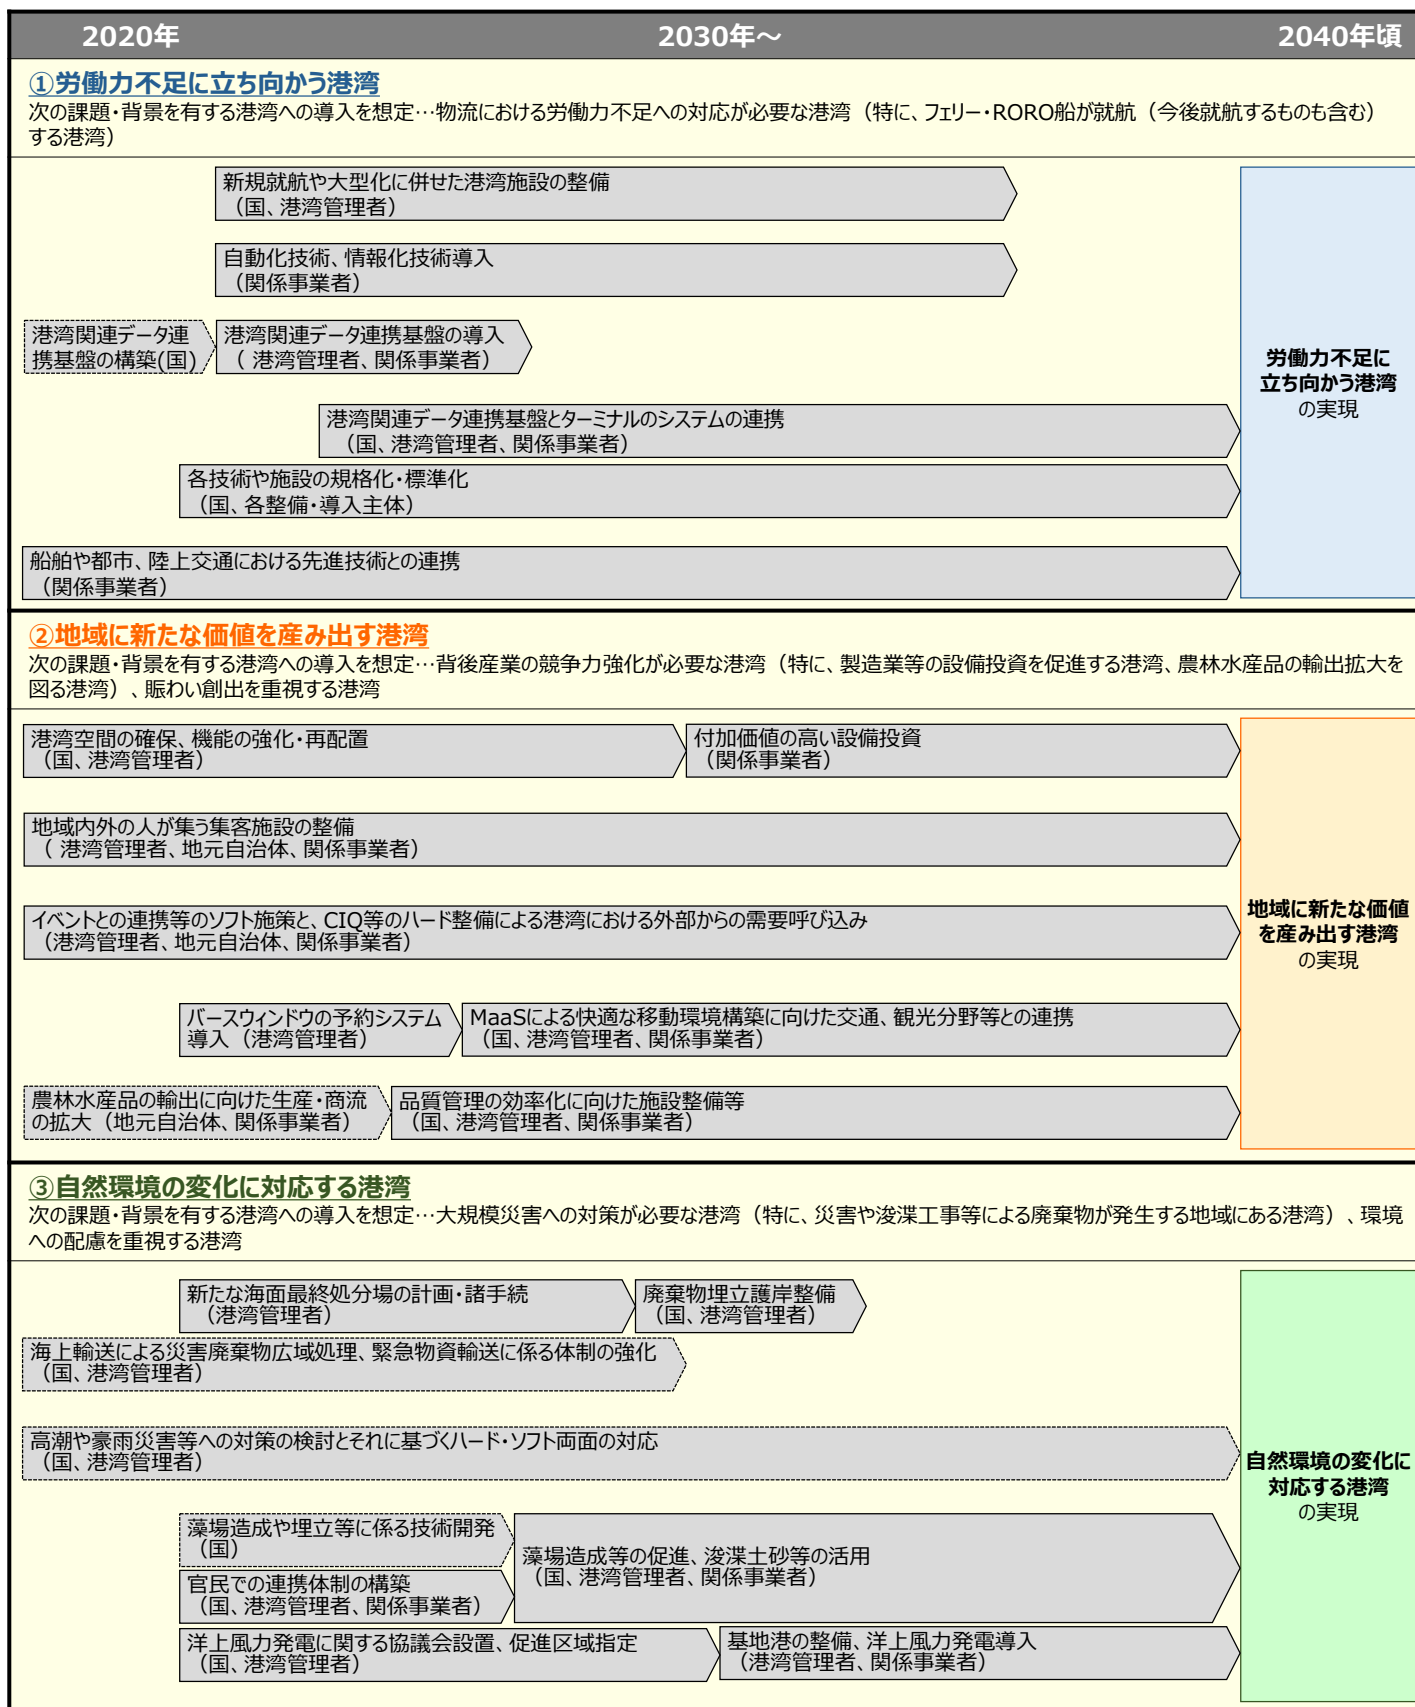 2020年 2030年～ 2040年頃
①労働力不足に立ち向かう港湾
次の課題・背景を有する港湾への導入を想定…物流における労働力不足への対応が必要な港湾（特に、フェリー・RORO船が就航（今後就航するものも含む）
する港湾）
新規就航や大型化に併せた港湾施設の整備
（国、港湾管理者）
自動化技術、情報化技術導入
（関係事業者）
港湾関連データ連
携基盤の構築(国)
港湾関連データ連携基盤の導入
（ 港湾管理者、関係事業者）
港湾関連データ連携基盤とターミナルのシステムの連携
（国、港湾管理者、関係事業者）
各技術や施設の規格化・標準化
（国、各整備・導入主体）
船舶や都市、陸上交通における先進技術との連携
（関係事業者）
労働力不足に
立ち向かう港湾
の実現
②地域に新たな価値を産み出す港湾
次の課題・背景を有する港湾への導入を想定…背後産業の競争力強化が必要な港湾（特に、製造業等の設備投資を促進する港湾、農林水産品の輸出拡大を
図る港湾）、賑わい創出を重視する港湾
港湾空間の確保、機能の強化・再配置
（国、港湾管理者）
付加価値の高い設備投資
（関係事業者）
地域内外の人が集う集客施設の整備
（ 港湾管理者、地元自治体、関係事業者）
イベントとの連携等のソフト施策と、CIQ等のハード整備による港湾における外部からの需要呼び込み
（港湾管理者、地元自治体、関係事業者）
バースウィンドウの予約システム
導入（港湾管理者）
MaaSによる快適な移動環境構築に向けた交通、観光分野等との連携
（国、港湾管理者、関係事業者）
農林水産品の輸出に向けた生産・商流
の拡大（地元自治体、関係事業者）
品質管理の効率化に向けた施設整備等
（国、港湾管理者、関係事業者）
地域に新たな価値
を産み出す港湾
の実現
③自然環境の変化に対応する港湾
次の課題・背景を有する港湾への導入を想定…大規模災害への対策が必要な港湾（特に、災害や浚渫工事等による廃棄物が発生する地域にある港湾）、環境
への配慮を重視する港湾
新たな海面最終処分場の計画・諸手続
（港湾管理者）
廃棄物埋立護岸整備
（国、港湾管理者）
海上輸送による災害廃棄物広域処理、緊急物資輸送に係る体制の強化
（国、港湾管理者）
高潮や豪雨災害等への対策の検討とそれに基づくハード・ソフト両面の対応
（国、港湾管理者）
藻場造成や埋立等に係る技術開発
（国）
官民での連携体制の構築
（国、港湾管理者、関係事業者）
藻場造成等の促進、浚渫土砂等の活用
（国、港湾管理者、関係事業者）
洋上風力発電に関する協議会設置、促進区域指定
（国、港湾管理者）
基地港の整備、洋上風力発電導入
（港湾管理者、関係事業者）
自然環境の変化に
対応する港湾
の実現